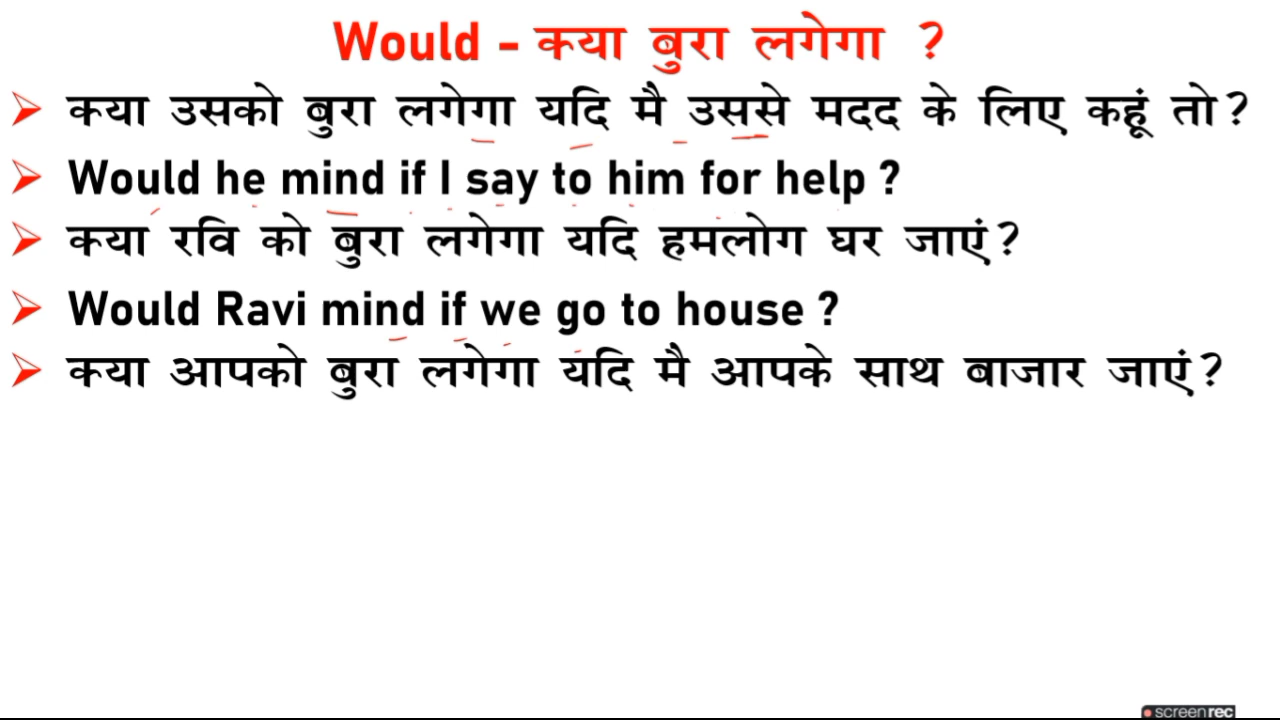 Would - क्या बुरा लगेगा ?
➢ क्या उसको बुरा लगेगा यदि मै उससे मदद के लिए कहूं तो?
➢ Would he mind if I say to him for help ?
➢ क्या रवि को बुरा लगेगा यदि हमलोग घर जाएं?
➢ Would Ravi mind if we go to house ?
➢ क्या आपको बुरा लगेगा यदि मै आपके साथ बाजार जाएं?
screenrec